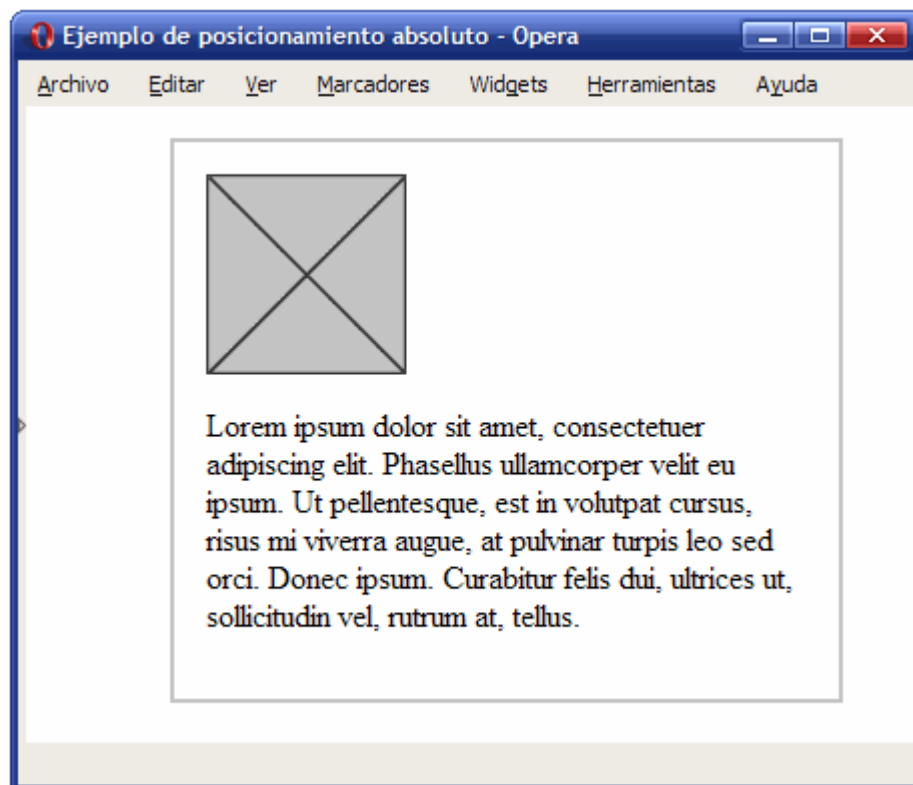 Ejemplo de posicionamiento absoluto - Opera
Archivo Editar Ver Marcadores Widgets Herramientas Ayuda
Lorem ipsum dolor sit amet, consectetuer
adipiscing elit. Phasellus ullamcorper velit eu
ipsum. Ut pellentesque, est in volutpat cursus,
risus mi viverra augue, at pulvinar turpis leo sed
orci. Donec ipsum. Curabitur felis dui, ultrices ut,
sollicitudin vel, rutrum at, tellus.